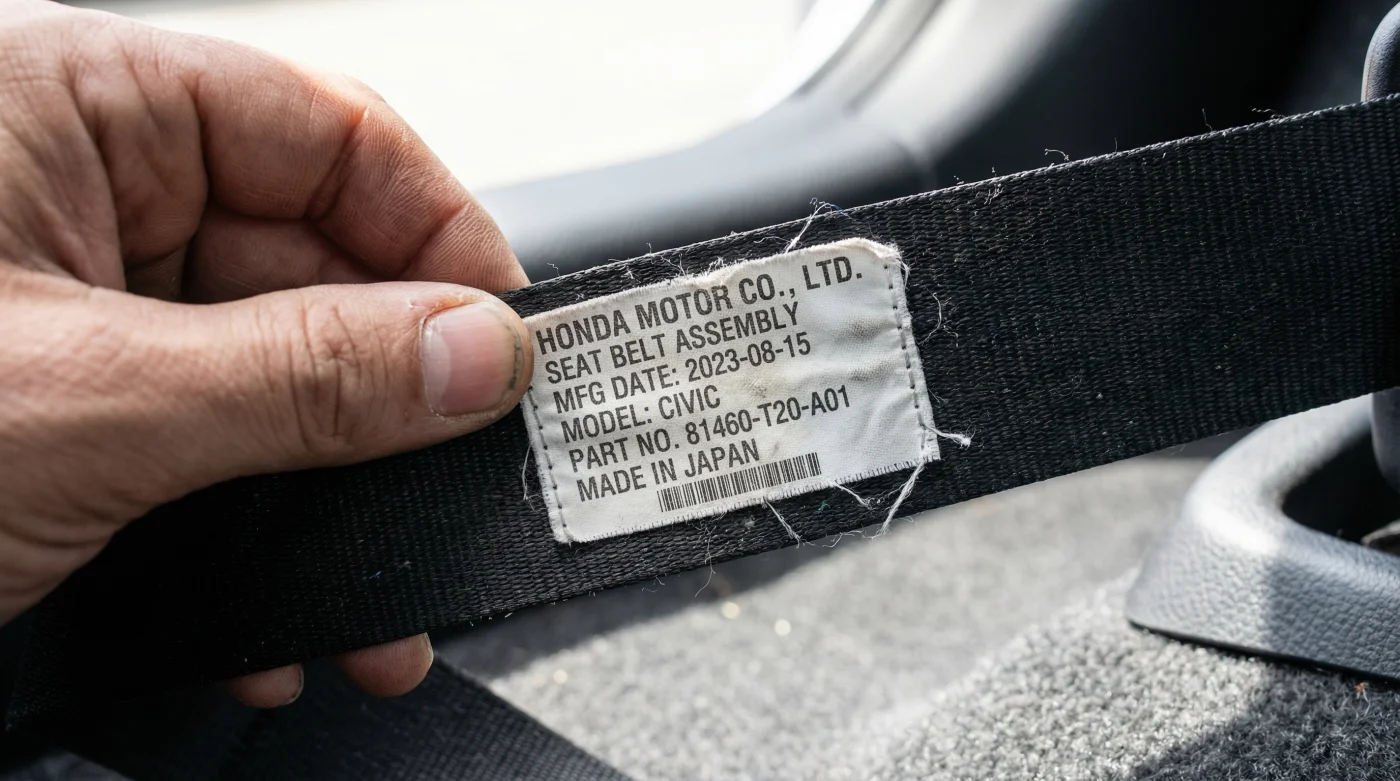 HONDA MOTOR CO., LTD.
SEAT BELT ASSEMBLY
MFG DATE: 2023-08-15
MODEL: CIVIC
PART NO. 81460-T20-A01
MADE IN JAPAN